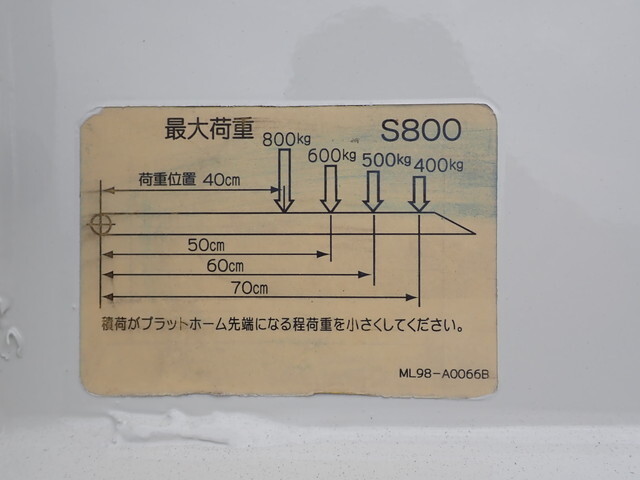 最大荷重 S800
800kg
600kg 500kg 400kg
荷重位置 40cm
50cm
60cm
70cm
積荷がプラットホーム先端になる程荷重を小さくしてください。
ML98-A0066B